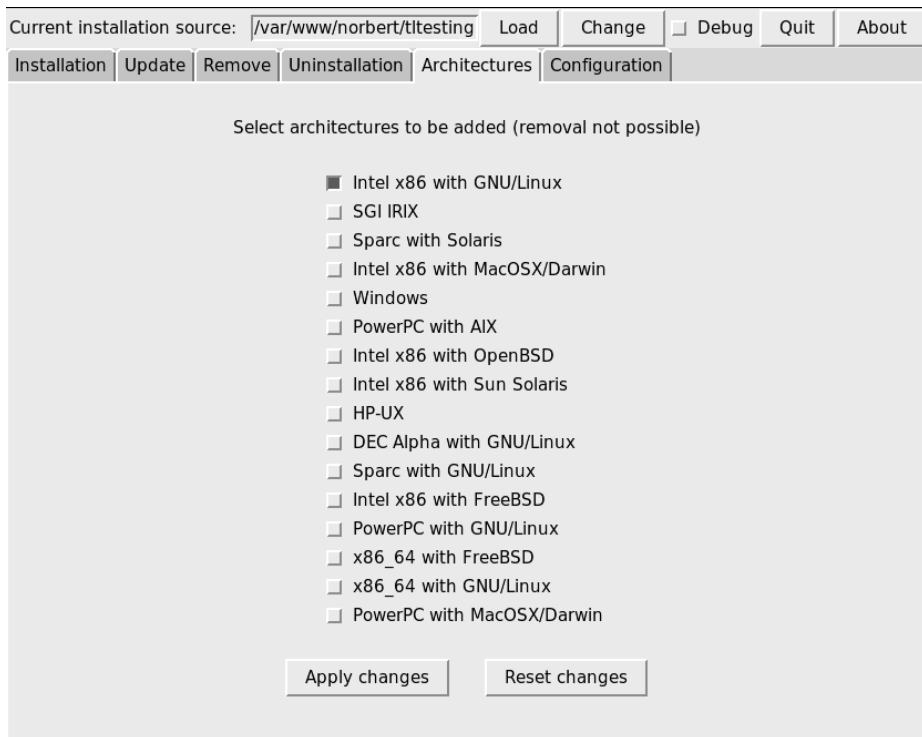 Current installation source: /var/www/norbert/tltesting Load Change Debug Quit About
Installation Update Remove Uninstallation Architectures Configuration
Select architectures to be added (removal not possible)
Intel x86 with GNU/Linux
SGI IRIX
Sparc with Solaris
Intel x86 with MacOSX/Darwin
Windows
PowerPC with AIX
Intel x86 with OpenBSD
Intel x86 with Sun Solaris
HP-UX
DEC Alpha with GNU/Linux
Sparc with GNU/Linux
Intel x86 with FreeBSD
PowerPC with GNU/Linux
x86_64 with FreeBSD
x86_64 with GNU/Linux
PowerPC with MacOSX/Darwin
Apply changes Reset changes